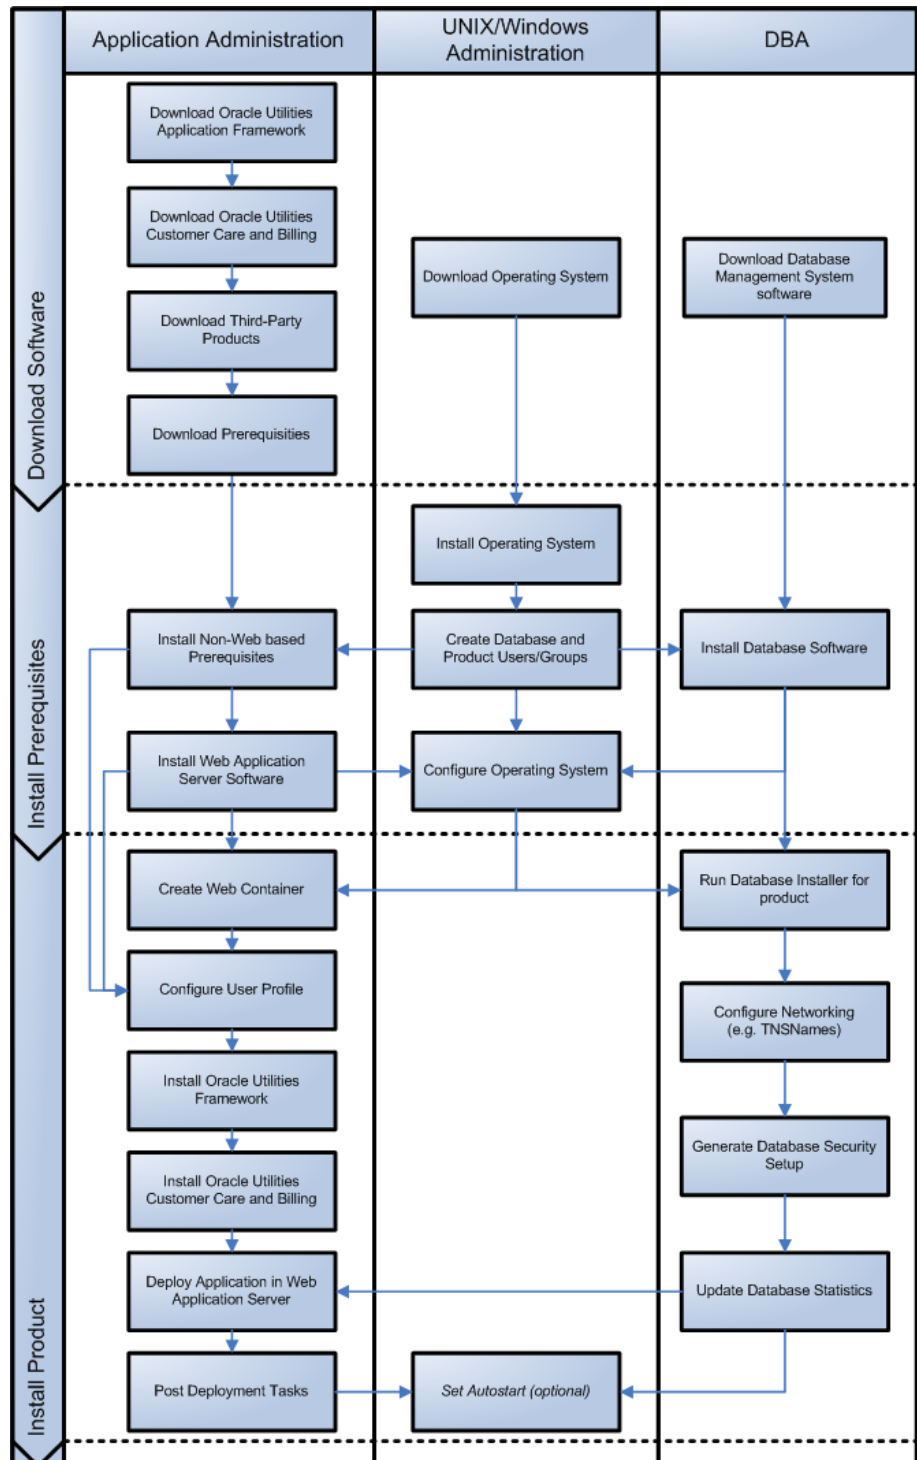 Application Administration
UNIX/Windows
Administration
DBA
Download Software
Download Oracle Utilities
Application Framework
Download Oracle Utilities
Customer Care and Billing
Download Operating System
Download Database
Management System
software
Download Third-Party
Products
Download Prerequisities
Install Prerequisites
Install Operating System
Install Non-Web based
Prerequisites
Create Database and
Product Users/Groups
Install Database Software
Install Web Application
Server Software
Configure Operating System
Install Product
Create Web Container
Run Database Installer for
product
Configure User Profile
Configure Networking
(e.g. TNSNames)
Install Oracle Utilities
Framework
Generate Database Security
Setup
Install Oracle Utilities
Customer Care and Billing
Deploy Application in Web
Application Server
Update Database Statistics
Post Deployment Tasks
Set Autostart (optional)